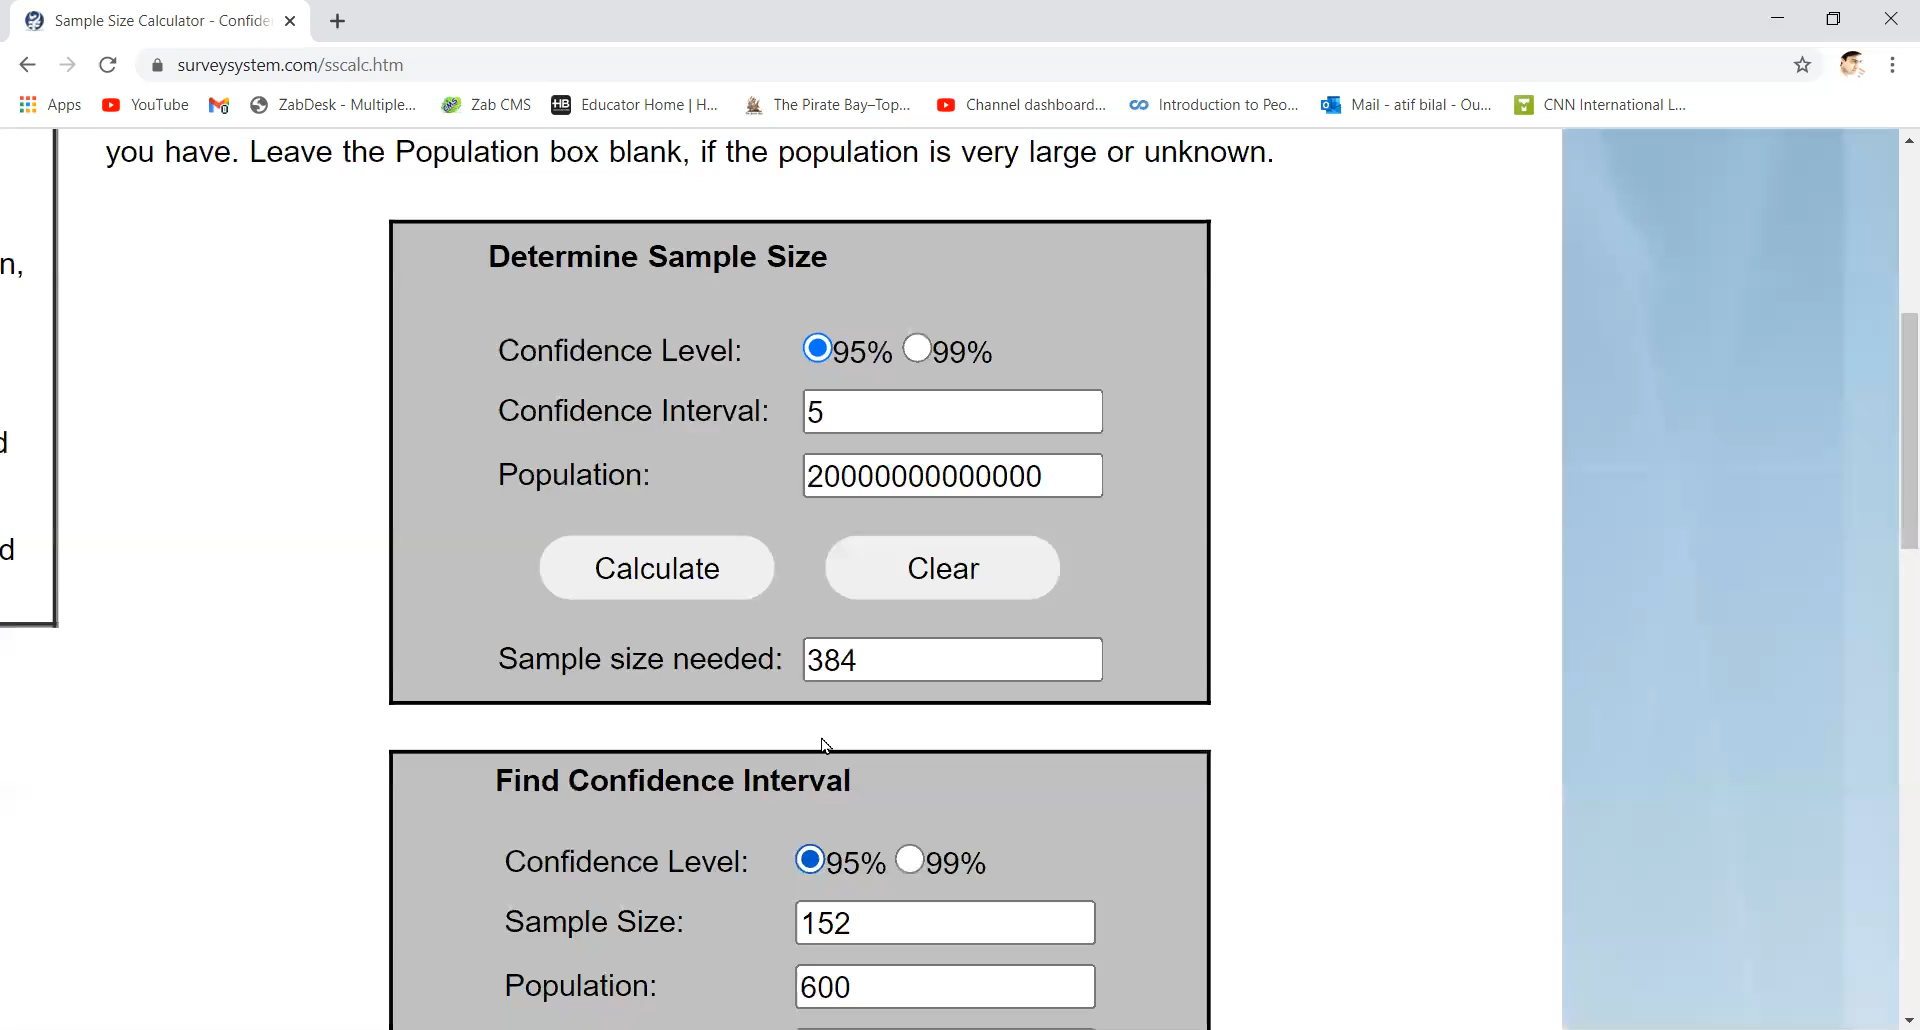 Sample Size Calculator - Confide
surveysystem.com/sscalc.htm
Apps YouTube ZabDesk - Multiple... Zab CMS HB Educator Home | H... The Pirate Bay–Top... Channel dashboard... Introduction to Peo... Mail - atif bilal - Ou... CNN International L...
you have. Leave the Population box blank, if the population is very large or unknown.
n,
d
d
Determine Sample Size
Confidence Level: 95% 99%
Confidence Interval: 5
Population: 20000000000000
Calculate Clear
Sample size needed: 384
Find Confidence Interval
Confidence Level: 95% 99%
Sample Size: 152
Population: 600